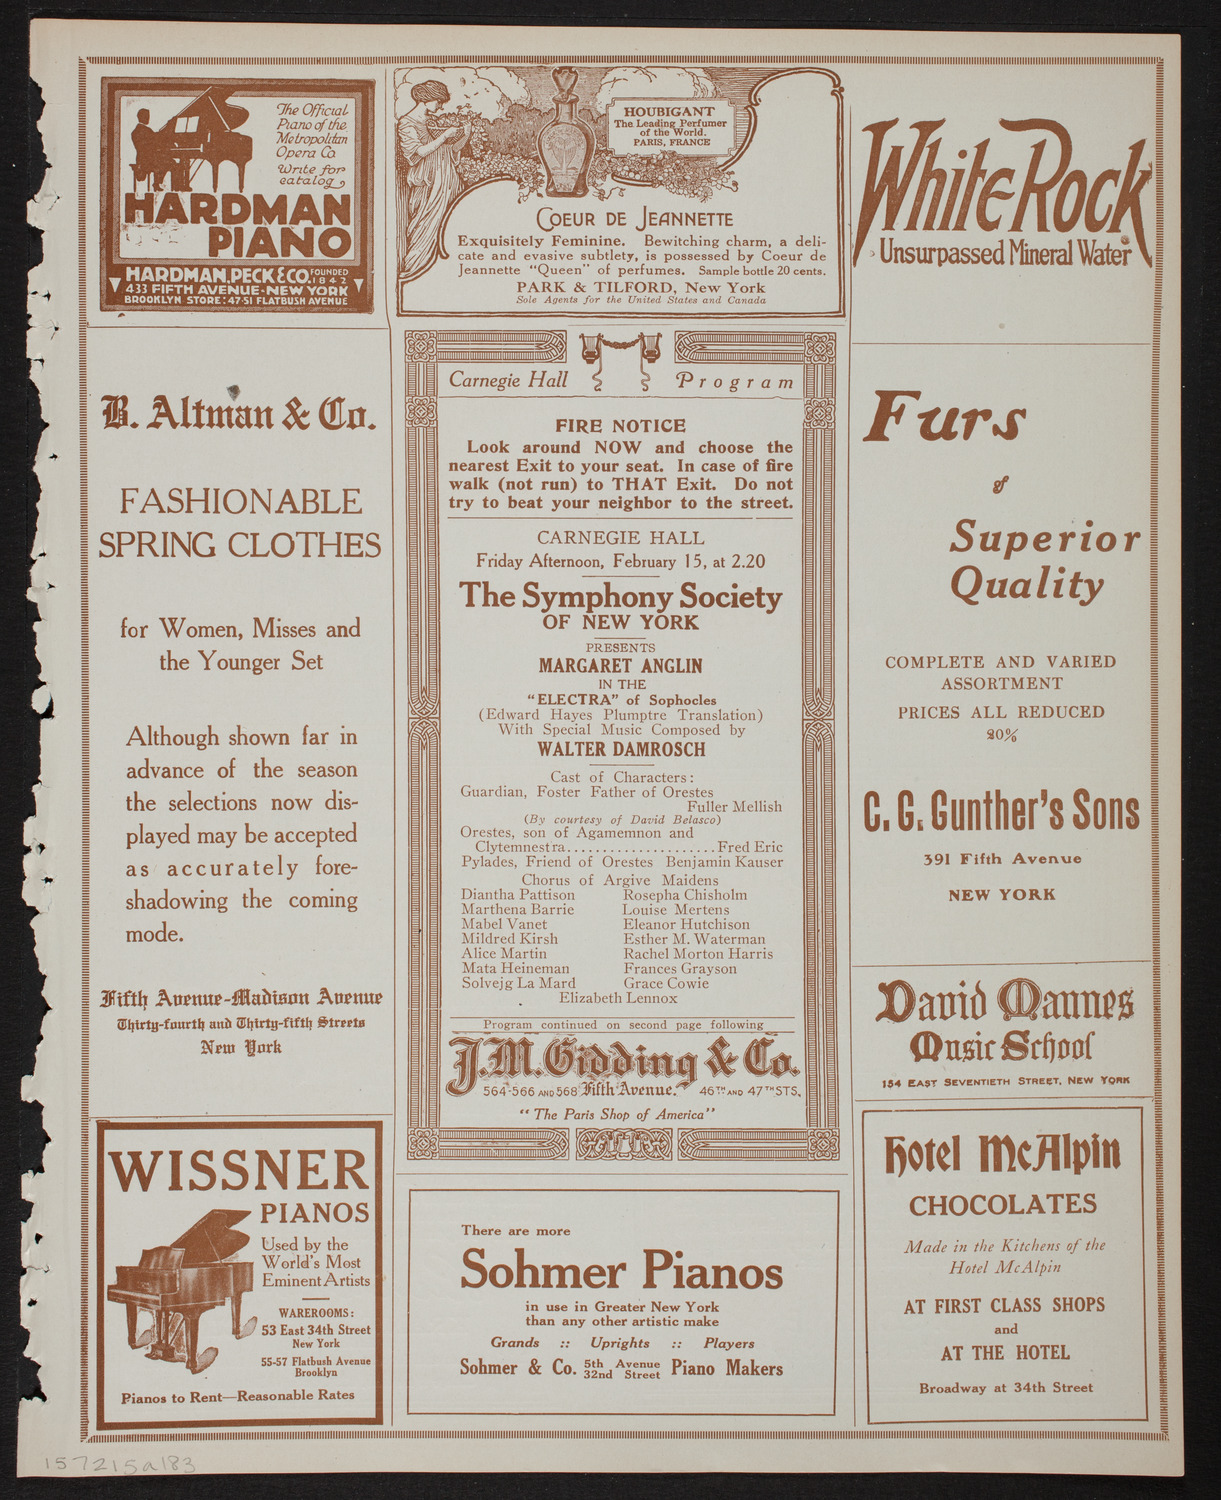 The Official
Piano of the
Metropolitan
Opera Co.
Write for
catalog
HARDMAN
PIANO
HARDMAN, PECK & CO. FOUNDED 1842
433 FIFTH AVENUE-NEW YORK
BROOKLYN STORE: 47-51 FLATBUSH AVENUE
HOUBIGANT
The Leading Perfumer
of the World.
PARIS, FRANCE
COEUR DE JEANNETTE
Exquisitely Feminine. Bewitching charm, a deli-
cate and evasive subtlety, is possessed by Coeur de
Jeannette "Queen" of perfumes. Sample bottle 20 cents.
PARK & TILFORD, New York
Sole Agents for the United States and Canada
White Rock
Unsurpassed Mineral Water
B. Altman & Co.
FASHIONABLE
SPRING CLOTHES
for Women, Misses and
the Younger Set
Although shown far in
advance of the season
the selections now dis-
played may be accepted
as accurately fore-
shadowing the coming
mode.
Fifth Avenue-Madison Avenue
Thirty-fourth and Thirty-fifth Streets
New York
Carnegie Hall Program
FIRE NOTICE
Look around NOW and choose the
nearest Exit to your seat. In case of fire
walk (not run) to THAT Exit. Do not
try to beat your neighbor to the street.
CARNEGIE HALL
Friday Afternoon, February 15, at 2.20
The Symphony Society
OF NEW YORK
PRESENTS
MARGARET ANGLIN
IN THE
"ELECTRA" of Sophocles
(Edward Hayes Plumptre Translation)
With Special Music Composed by
WALTER DAMROSCH
Cast of Characters:
Guardian, Foster Father of Orestes
Fuller Mellish
(By courtesy of David Belasco)
Orestes, son of Agamemnon and
Clytemnestra....................Fred Eric
Pylades, Friend of Orestes Benjamin Kauser
Chorus of Argive Maidens
Diantha Pattison Rosepha Chisholm
Marthena Barrie Louise Mertens
Mabel Vanet Eleanor Hutchison
Mildred Kirsh Esther M. Waterman
Alice Martin Rachel Morton Harris
Mata Heineman Frances Grayson
Solvejg La Mard Grace Cowie
Elizabeth Lennox
Program continued on second page following
J.M. Gidding & Co.
564-566 AND 568 Fifth Avenue. 46TH AND 47TH STS.
"The Paris Shop of America"
Furs
of
Superior
Quality
COMPLETE AND VARIED
ASSORTMENT
PRICES ALL REDUCED
20%
C. G. Gunther's Sons
391 Fifth Avenue
NEW YORK
David Mannes
Music School
154 EAST SEVENTIETH STREET, NEW YORK
WISSNER
PIANOS
Used by the
World's Most
Eminent Artists
WAREROOMS:
53 East 34th Street
New York
55-57 Flatbush Avenue
Brooklyn
Pianos to Rent—Reasonable Rates
There are more
Sohmer Pianos
in use in Greater New York
than any other artistic make
Grands :: Uprights :: Players
Sohmer & Co. 5th Avenue 32nd Street Piano Makers
Hotel McAlpin
CHOCOLATES
Made in the Kitchens of the
Hotel McAlpin
AT FIRST CLASS SHOPS
and
AT THE HOTEL
Broadway at 34th Street
157215a183